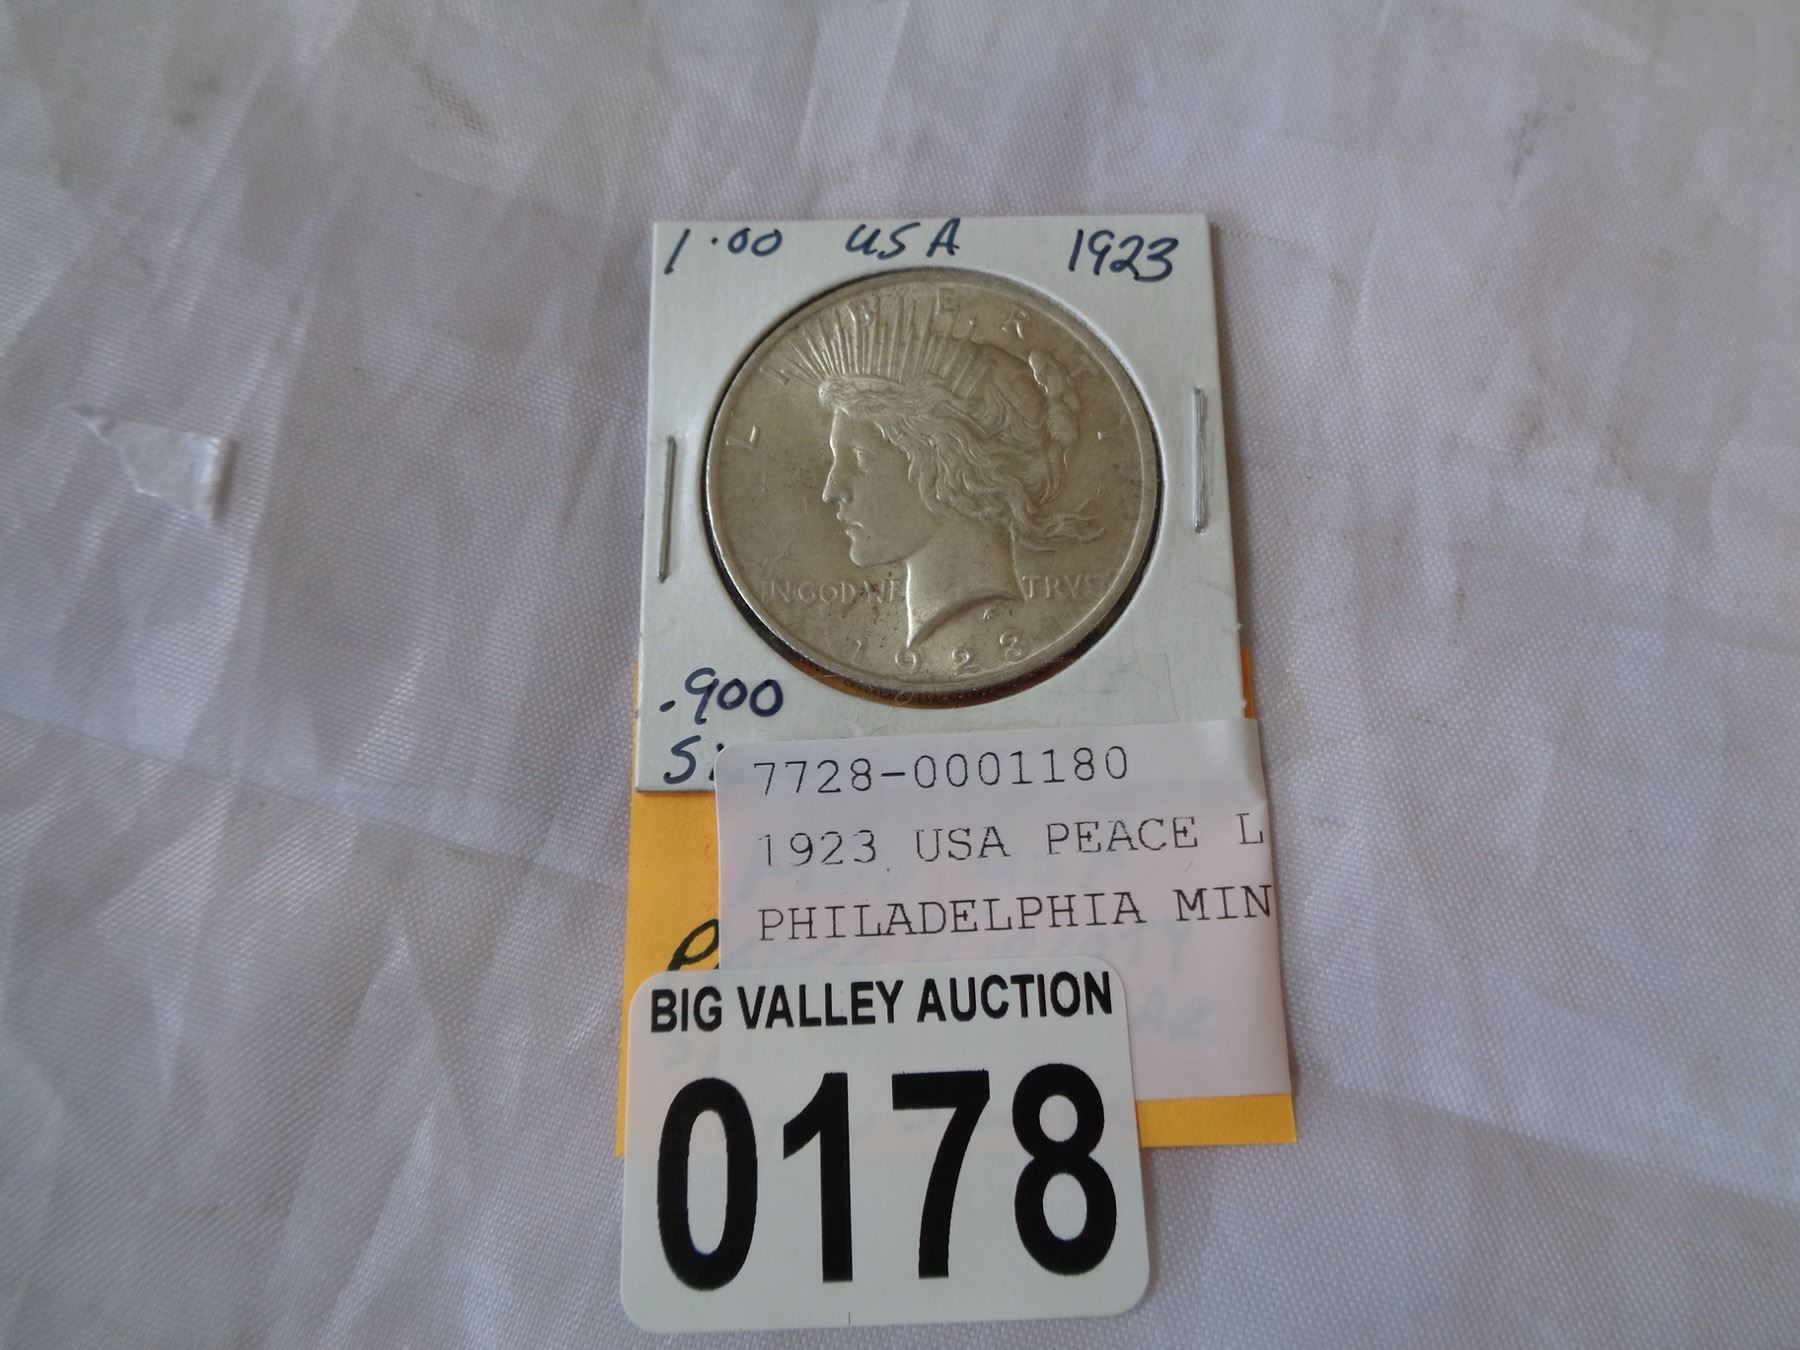 1.00 USA 1923
LIBERTY
IN GOD WE TRVS
1923
.900
7728-0001180
1923 USA PEACE L
PHILADELPHIA MIN
BIG VALLEY AUCTION
0178